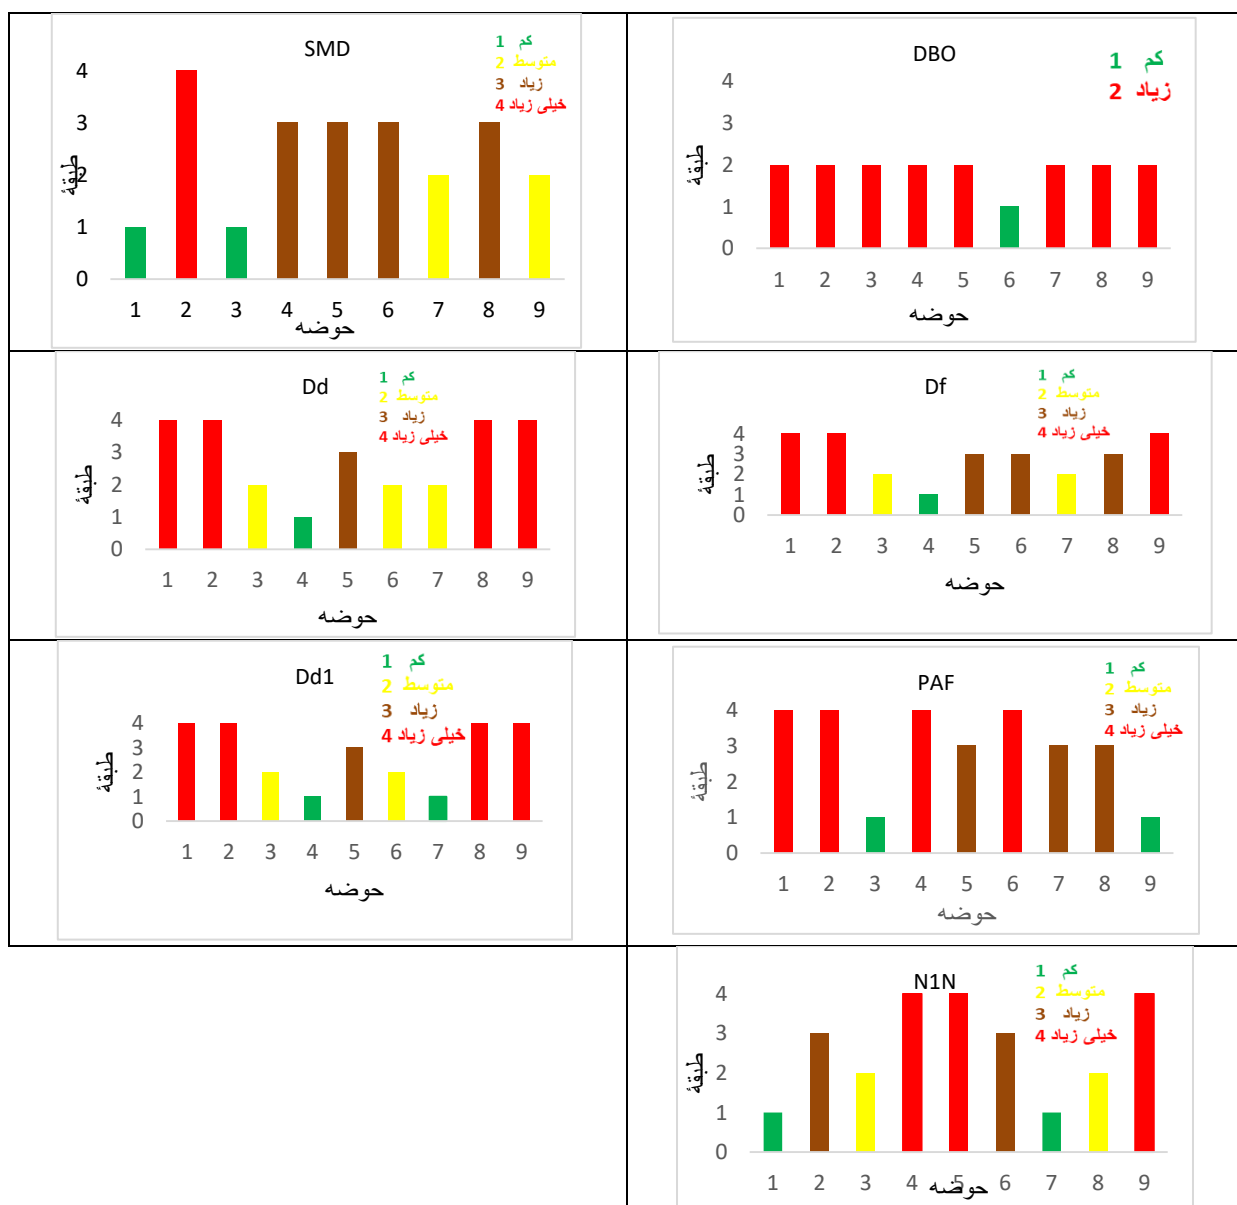 SMD
1 کم
2 متوسط
3 زیاد
4 خیلی زیاد
4
3
2
1
0
طبقهٔ
1 2 3 4 5 6 7 8 9
حوضه
DBO
1 کم
2 زیاد
4
3
2
1
0
طبقهٔ
1 2 3 4 5 6 7 8 9
حوضه
Dd
1 کم
2 متوسط
3 زیاد
4 خیلی زیاد
4
3
2
1
0
طبقهٔ
1 2 3 4 5 6 7 8 9
حوضه
Df
1 کم
2 متوسط
3 زیاد
4 خیلی زیاد
4
3
2
1
0
طبقهٔ
1 2 3 4 5 6 7 8 9
حوضه
Dd1
1 کم
2 متوسط
3 زیاد
4 خیلی زیاد
4
3
2
1
0
طبقهٔ
1 2 3 4 5 6 7 8 9
حوضه
PAF
1 کم
2 متوسط
3 زیاد
4 خیلی زیاد
4
3
2
1
0
طبقهٔ
1 2 3 4 5 6 7 8 9
حوضه
N1N
1 کم
2 متوسط
3 زیاد
4 خیلی زیاد
4
3
2
1
0
طبقهٔ
1 2 3 4 5 6 7 8 9
حوضه